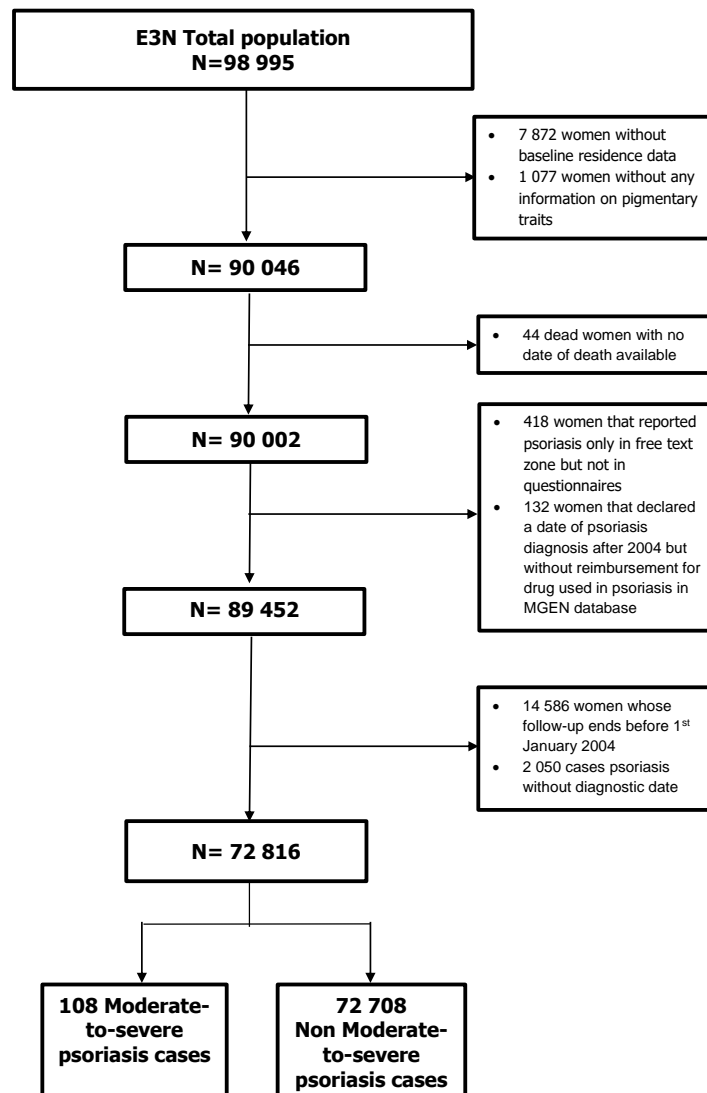 E3N Total population
N=98 995
• 7 872 women without
baseline residence data
• 1 077 women without any
information on pigmentary
traits
N= 90 046
• 44 dead women with no
date of death available
N= 90 002
• 418 women that reported
psoriasis only in free text
zone but not in
questionnaires
• 132 women that declared
a date of psoriasis
diagnosis after 2004 but
without reimbursement for
drug used in psoriasis in
MGEN database
N= 89 452
• 14 586 women whose
follow-up ends before 1st
January 2004
• 2 050 cases psoriasis
without diagnostic date
N= 72 816
108 Moderate-
to-severe
psoriasis cases
72 708
Non Moderate-
to-severe
psoriasis cases